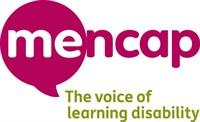 mencap
The voice of
learning disability